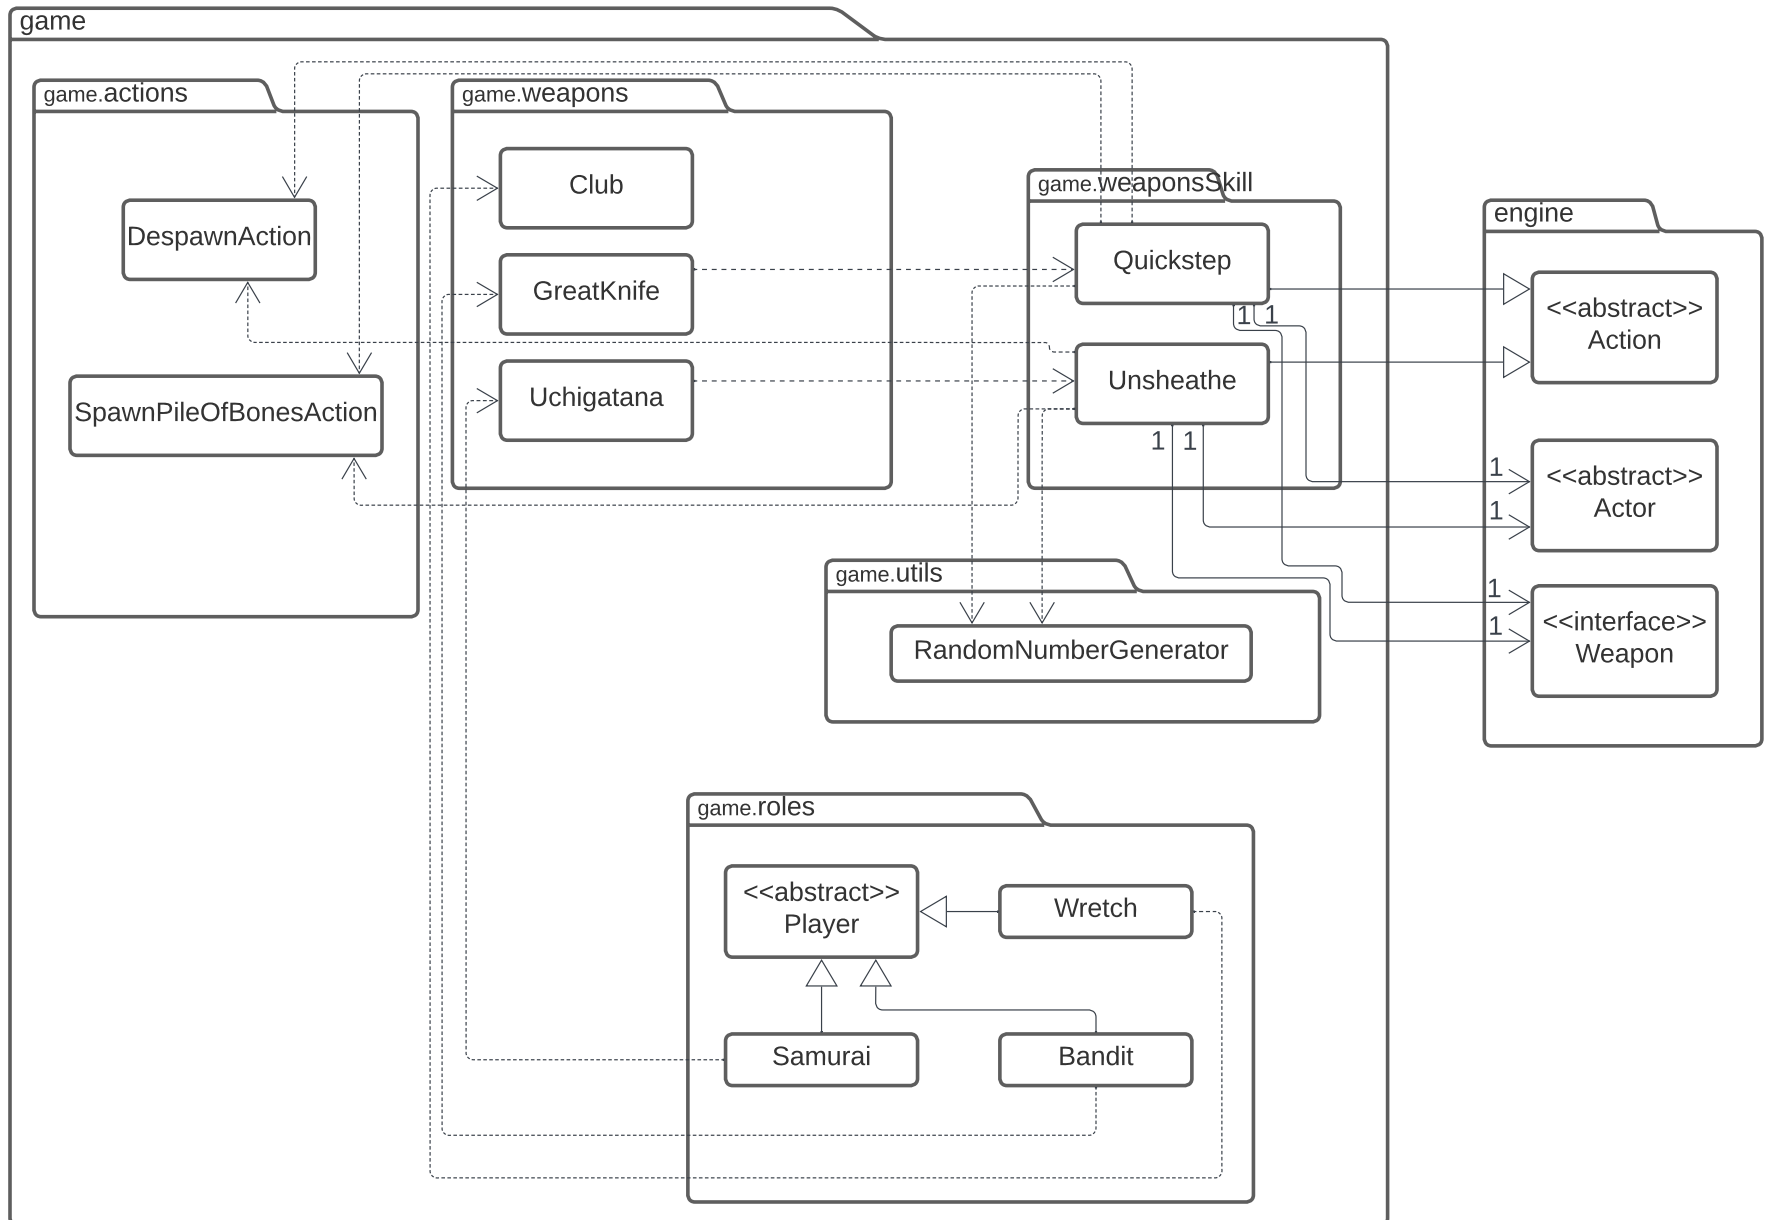 game
game.actions
game.weapons
game.weaponsSkill
engine
Club
DespawnAction
GreatKnife
Quickstep
<<abstract>>
Action
1
1
SpawnPileOfBonesAction
Uchigatana
Unsheathe
1
1
1
<<abstract>>
Actor
1
game.utils
RandomNumberGenerator
1
<<interface>>
Weapon
1
game.roles
<<abstract>>
Player
Wretch
Samurai
Bandit